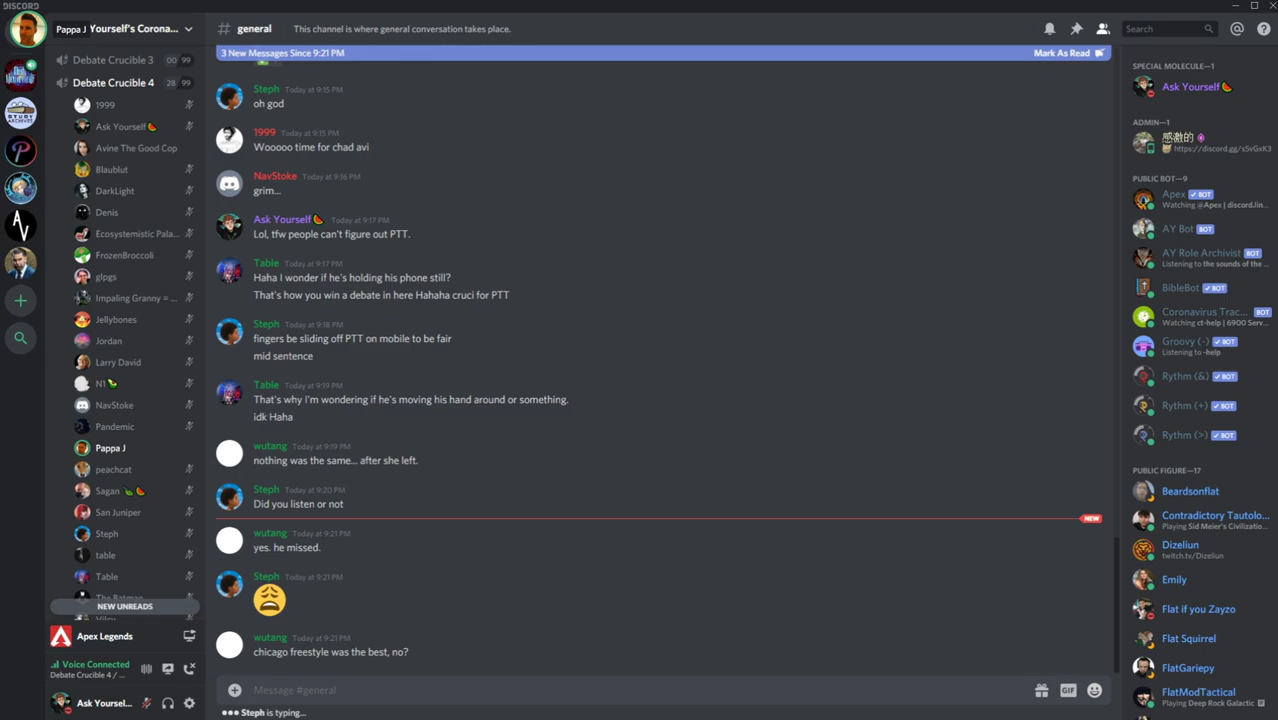 DISCORD
Pappa J Yourself's Corona...
# general
This channel is where general conversation takes place.
Search
Debate Crucible 3 00 99
Debate Crucible 4 28 99
1999
Ask Yourself
Avine The Good Cop
Blaublut
DarkLight
Denis
Ecosystemistic Pala...
FrozenBroccoli
glpgs
Impaling Granny = ...
Jellybones
Jordan
Larry David
N1
NavStoke
Pandemic
Pappa J
peachcat
Sagan
San Juniper
Steph
table
Table
The Batman
NEW UNREADS
Apex Legends
Voice Connected
Debate Crucible 4 / ...
Ask Yoursel...
3 New Messages Since 9:21 PM
Mark As Read
Steph Today at 9:15 PM
oh god
1999 Today at 9:15 PM
Wooooo time for chad avi
NavStoke Today at 9:16 PM
grim...
Ask Yourself Today at 9:17 PM
Lol, tfw people can't figure out PTT.
Table Today at 9:17 PM
Haha I wonder if he's holding his phone still?
That's how you win a debate in here Hahaha cruci for PTT
Steph Today at 9:18 PM
fingers be sliding off PTT on mobile to be fair
mid sentence
Table Today at 9:19 PM
That's why I'm wondering if he's moving his hand around or something.
idk Haha
wutang Today at 9:19 PM
nothing was the same... after she left.
Steph Today at 9:20 PM
Did you listen or not
NEW
wutang Today at 9:21 PM
yes. he missed.
Steph Today at 9:21 PM
wutang Today at 9:21 PM
chicago freestyle was the best, no?
Message #general
GIF
Steph is typing...
SPECIAL MOLECULE—1
Ask Yourself
ADMIN—1
感激的
https://discord.gg/s5vGxK3
PUBLIC BOT—9
Apex BOT
Watching @Apex | discordJin...
AY Bot BOT
AY Role Archivist BOT
Listening to the sounds of the ...
BibleBot BOT
Coronavirus Trac... BOT
Watching ct-help | 6900 Serv...
Groovy (-) BOT
Listening to -help
Rythm (&) BOT
Rythm (+) BOT
Rythm (>) BOT
PUBLIC FIGURE—17
Beardsonflat
Contradictory Tautolo...
Playing Sid Meier's Civilizatio...
Dizeliun
twitch.tv/Dizeliun
Emily
Flat if you Zayzo
Flat Squirrel
FlatGariepy
FlatModTactical
Playing Deep Rock Galactic